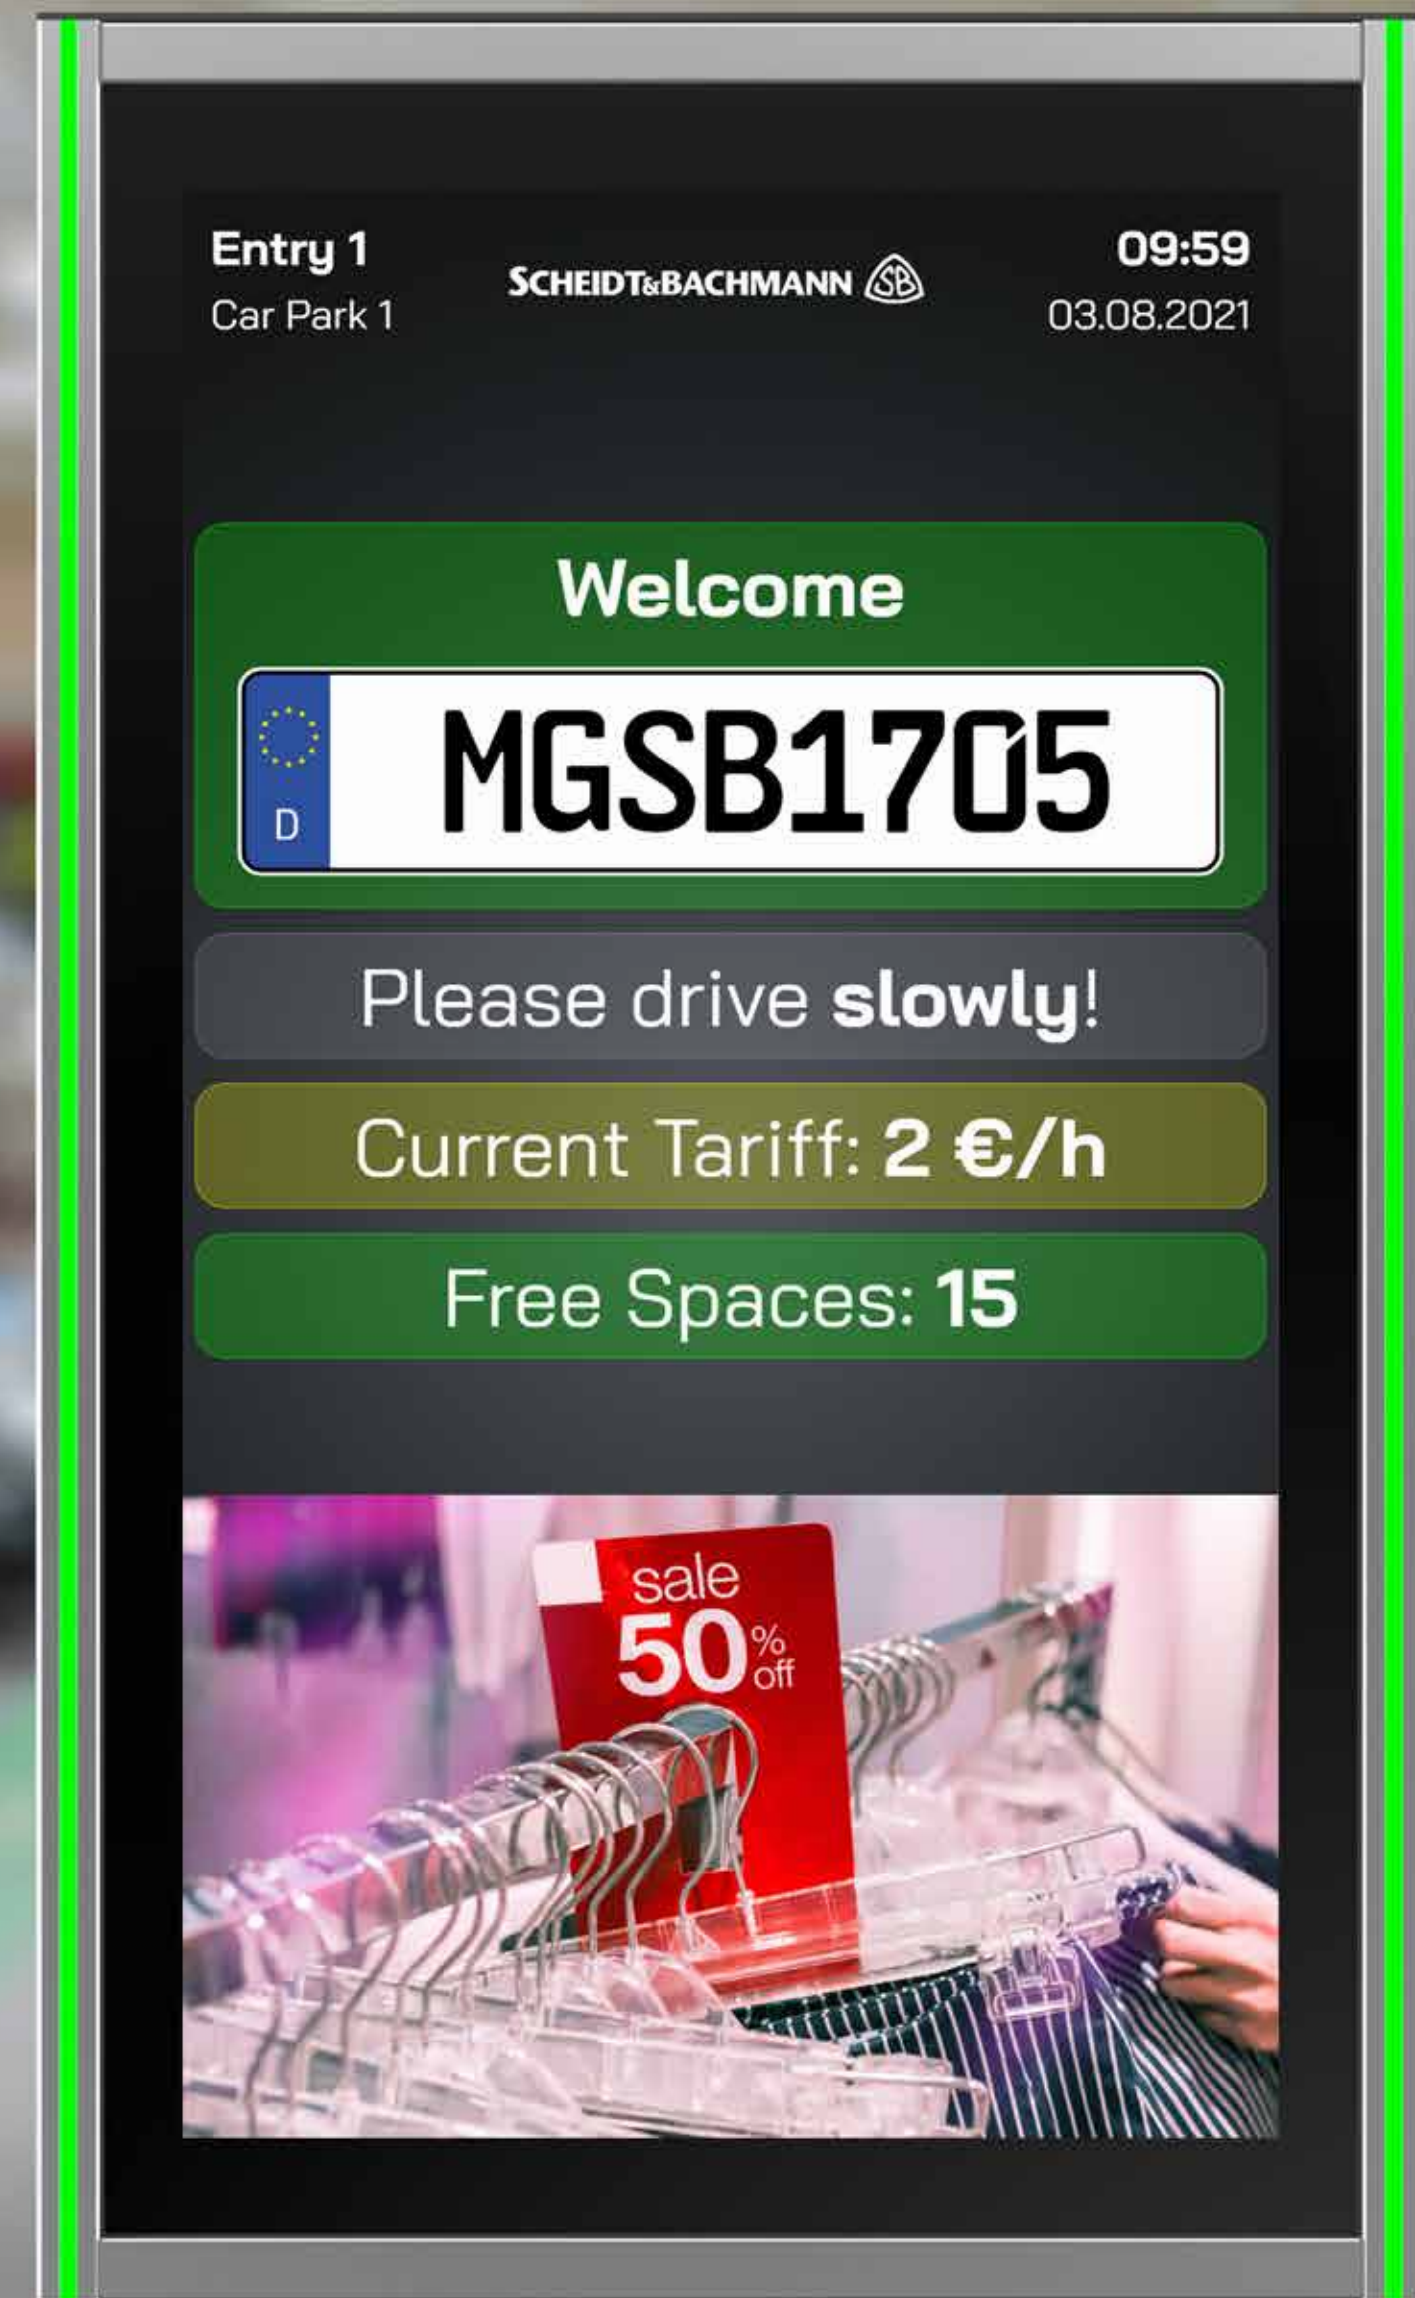 Entry 1
Car Park 1
SCHEIDT&BACHMANN SB
09:59
03.08.2021
Welcome
D
MGSB1705
Please drive slowly!
Current Tariff: 2 €/h
Free Spaces: 15
sale
50% off